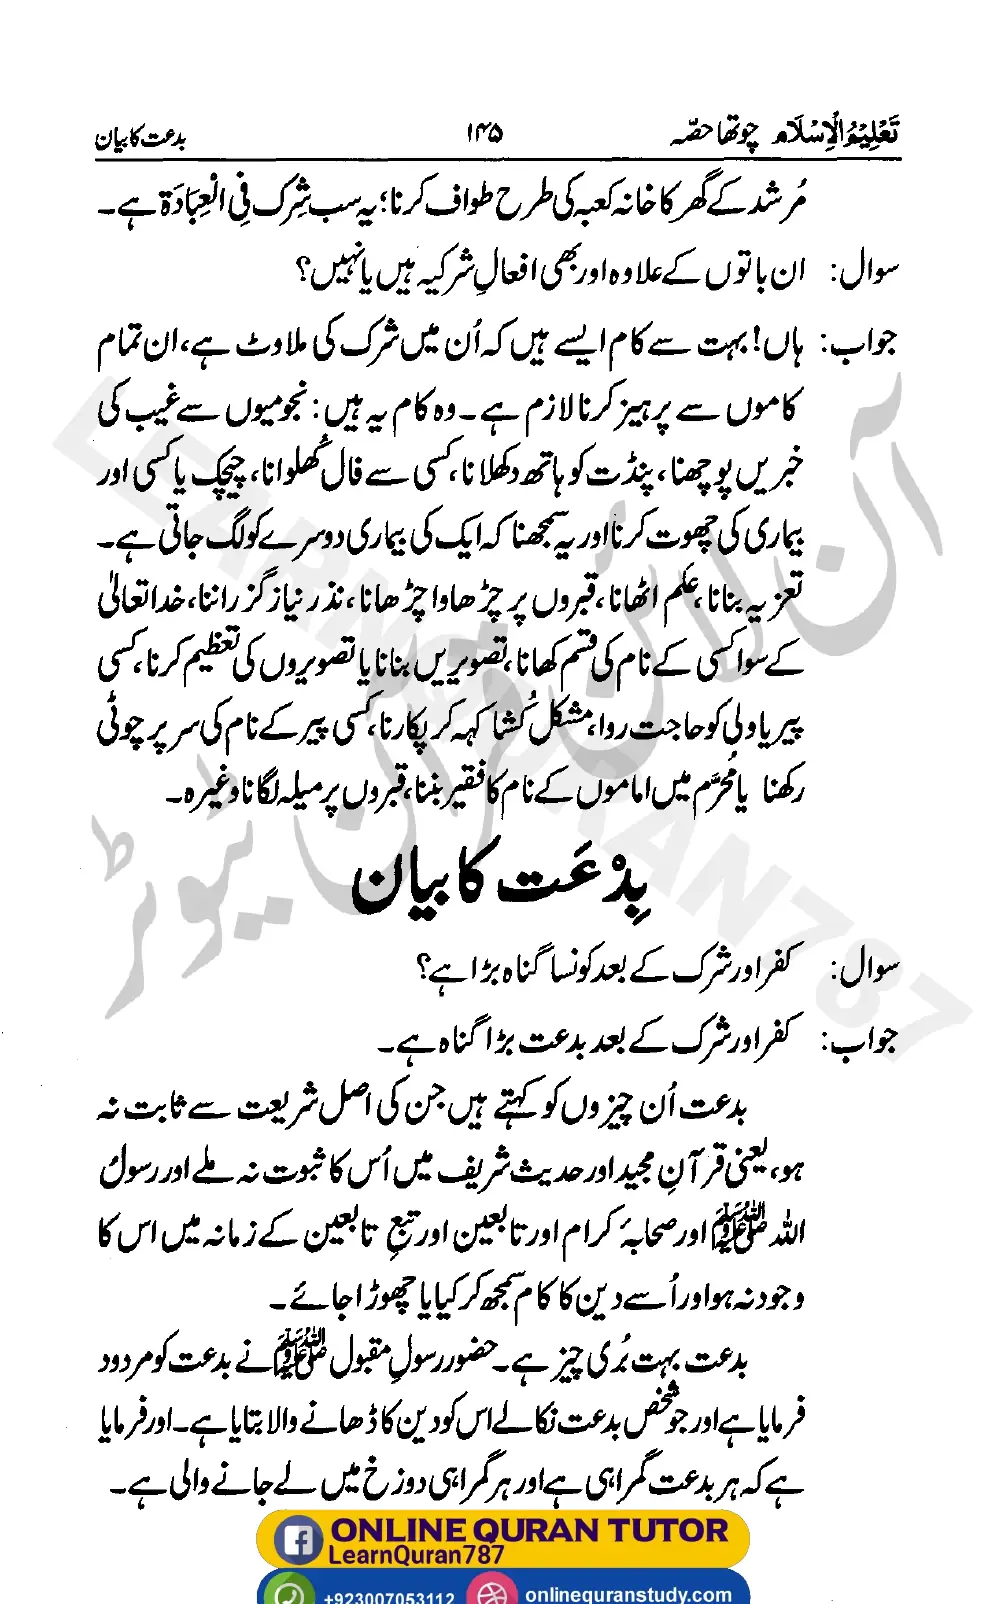 تَعْلِیْمُ الْاِسْلَام چوتھا حصّہ ۱۴۵ بدعت کا بیان
مُرشد کے گھر کا خانہ کعبہ کی طرح طواف کرنا؛ یہ سب شِرک فِی الْعِبَادَۃ ہے۔
سوال: ان باتوں کے علاوہ اور بھی افعالِ شرکیہ ہیں یا نہیں؟
جواب: ہاں! بہت سے کام ایسے ہیں کہ اُن میں شرک کی ملاوٹ ہے، ان تمام
کاموں سے پرہیز کرنا لازم ہے۔ وہ کام یہ ہیں: نجومیوں سے غیب کی
خبریں پوچھنا، پنڈت کو ہاتھ دکھلانا، کسی سے فال کُھلوانا، چیچک یا کسی اور
بیماری کی چھوت کرنا اور یہ سمجھنا کہ ایک کی بیماری دوسرے کو لگ جاتی ہے۔
تعزیہ بنانا، عَلم اٹھانا، قبروں پر چڑھاوا چڑھانا، نذر نیاز گزراننا، خدا تعالیٰ
کے سوا کسی کے نام کی قسم کھانا، تصویریں بنانا یا تصویروں کی تعظیم کرنا، کسی
پیر یا ولی کو حاجت روا، مشکل کُشا کہہ کر پکارنا، کسی پیر کے نام کی سر پر چوٹی
رکھنا یا مُحرَّم میں اماموں کے نام کا فقیر بننا، قبروں پر میلہ لگانا وغیرہ۔
بِدْعَت کا بیان
سوال: کفر اور شرک کے بعد کونسا گناہ بڑا ہے؟
جواب: کفر اور شرک کے بعد بدعت بڑا گناہ ہے۔
بدعت اُن چیزوں کو کہتے ہیں جن کی اصل شریعت سے ثابت نہ
ہو، یعنی قرآنِ مجید اور حدیث شریف میں اُس کا ثبوت نہ ملے اور رسولُ
اللہ ﷺ اور صحابۂ کرام اور تابعین اور تبعِ تابعین کے زمانہ میں اس کا
وجود نہ ہو اور اُسے دین کا کام سمجھ کر کیا یا چھوڑا جائے۔
بدعت بہت بُری چیز ہے۔ حضور رسولِ مقبول ﷺ نے بدعت کو مردود
فرمایا ہے اور جو شخص بدعت نکالے اس کو دین کا ڈھانے والا بتایا ہے۔ اور فرمایا
ہے کہ ہر بدعت گمراہی ہے اور ہر گمراہی دوزخ میں لے جانے والی ہے۔
آن لائن قرآن ٹیوٹر
LEARNQURAN787
ONLINE QURAN TUTOR
LearnQuran787
+923007053112 onlinequranstudy.com